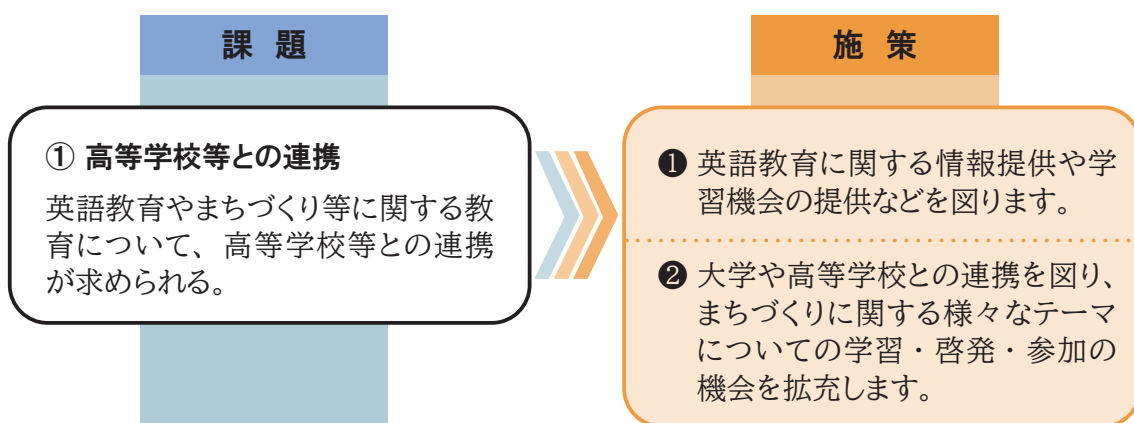 課 題
① 高等学校等との連携
英語教育やまちづくり等に関する教
育について、高等学校等との連携
が求められる。
施 策
❶ 英語教育に関する情報提供や学
習機会の提供などを図ります。
❷ 大学や高等学校との連携を図り、
まちづくりに関する様々なテーマ
についての学習・啓発・参加の
機会を拡充します。